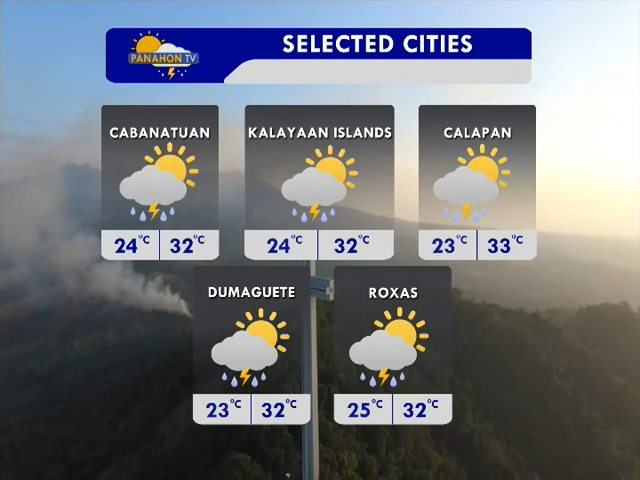 PANAHON TV
SELECTED CITIES
CABANATUAN
24°C 32°C
KALAYAAN ISLANDS
24°C 32°C
CALAPAN
23°C 33°C
DUMAGUETE
23°C 32°C
ROXAS
25°C 32°C